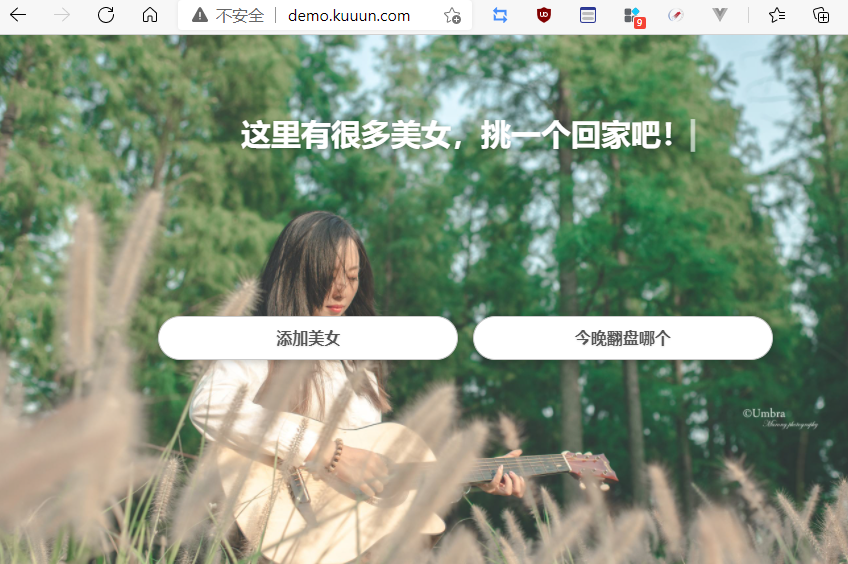 不安全 demo.kuuun.com
9
这里有很多美女，挑一个回家吧！
添加美女
今晚翻盘哪个
©Umbra
Murong photography